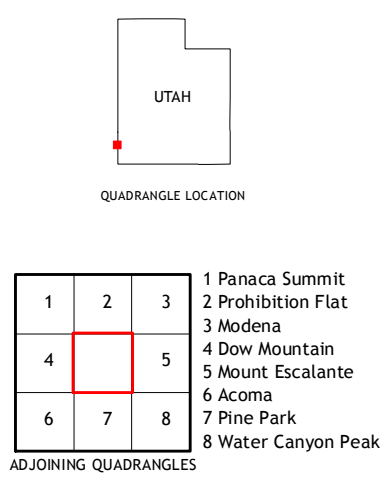 UTAH
QUADRANGLE LOCATION
1 2 3
4 5
6 7 8
ADJOINING QUADRANGLES
1 Panaca Summit
2 Prohibition Flat
3 Modena
4 Dow Mountain
5 Mount Escalante
6 Acoma
7 Pine Park
8 Water Canyon Peak